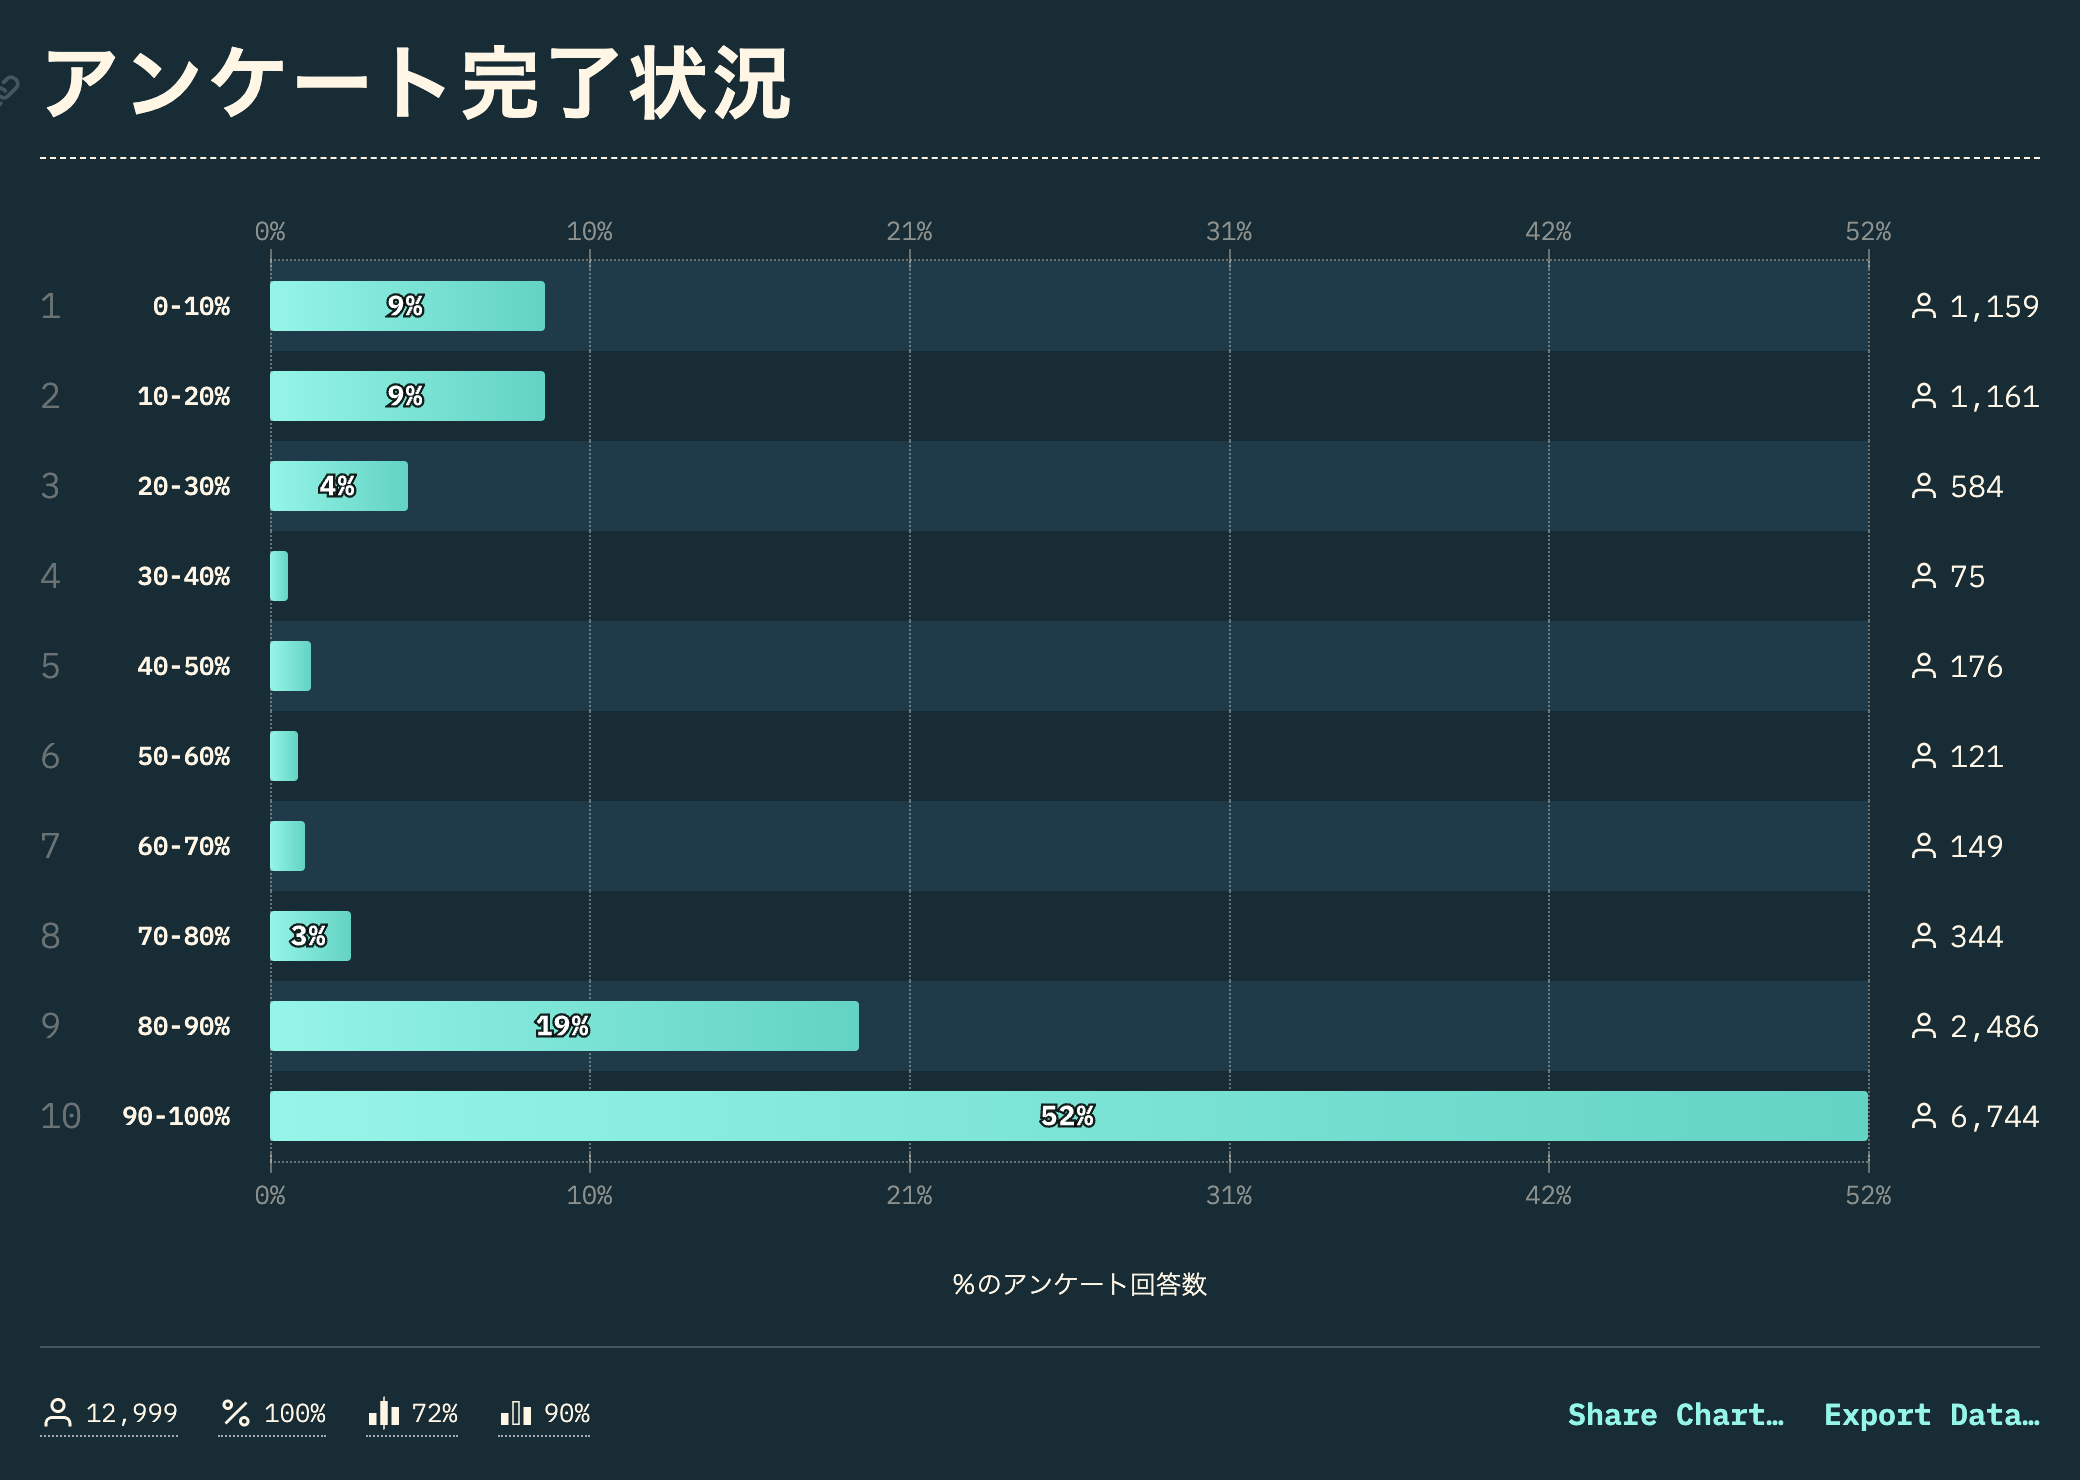 アンケート完了状況
0% 10% 21% 31% 42% 52%
1 0-10% 9% 1,159
2 10-20% 9% 1,161
3 20-30% 4% 584
4 30-40% 75
5 40-50% 176
6 50-60% 121
7 60-70% 149
8 70-80% 3% 344
9 80-90% 19% 2,486
10 90-100% 52% 6,744
0% 10% 21% 31% 42% 52%
%のアンケート回答数
12,999 100% 72% 90% Share Chart… Export Data…